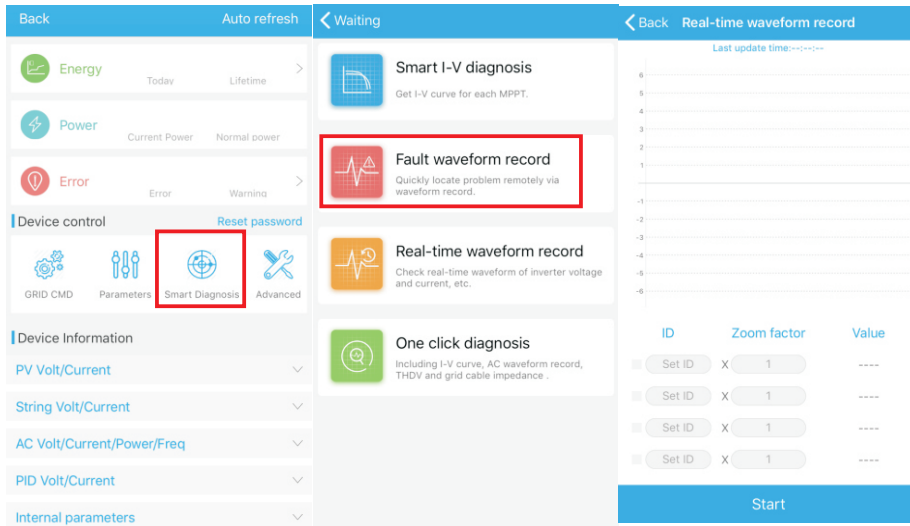 Back
Auto refresh
Energy
Today
Lifetime
Power
Current Power
Normal power
Error
Error
Warning
Device control
Reset password
GRID CMD
Parameters
Smart Diagnosis
Advanced
Device Information
PV Volt/Current
String Volt/Current
AC Volt/Current/Power/Freq
PID Volt/Current
Internal parameters
Waiting
Smart I-V diagnosis
Get I-V curve for each MPPT.
Fault waveform record
Quickly locate problem remotely via
waveform record.
Real-time waveform record
Check real-time waveform of inverter voltage
and current, etc.
One click diagnosis
Including I-V curve, AC waveform record,
THDV and grid cable impedance .
Back
Real-time waveform record
Last update time:--:--:--
6
5
4
3
2
1
-1
-2
-3
-4
-5
-6
ID
Zoom factor
Value
Set ID X 1 ----
Set ID X 1 ----
Set ID X 1 ----
Set ID X 1 ----
Start